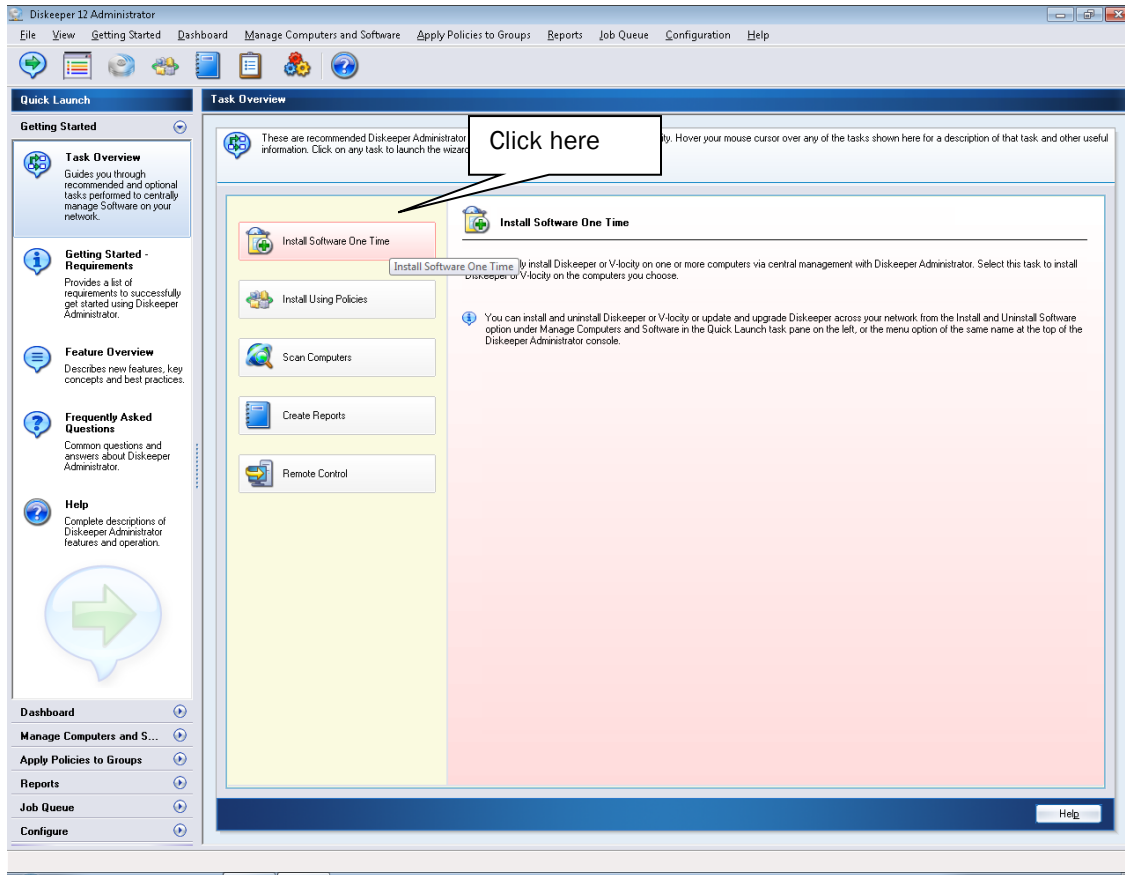 Diskeeper 12 Administrator
File View Getting Started Dashboard Manage Computers and Software Apply Policies to Groups Reports Job Queue Configuration Help
Quick Launch
Getting Started
Task Overview
Guides you through
recommended and optional
tasks performed to centrally
manage Software on your
network.
Getting Started -
Requirements
Provides a list of
requirements to successfully
get started using Diskeeper
Administrator.
Feature Overview
Describes new features, key
concepts and best practices.
Frequently Asked
Questions
Common questions and
answers about Diskeeper
Administrator.
Help
Complete descriptions of
Diskeeper Administrator
features and operation.
Dashboard
Manage Computers and S...
Apply Policies to Groups
Reports
Job Queue
Configure
Task Overview
These are recommended Diskeeper Administrator
Hover your mouse cursor over any of the tasks shown here for a description of that task and other useful
information. Click on any task to launch the
Click here
Install Software One Time
Install Software One Time
Install Using Policies
Scan Computers
Create Reports
Remote Control
Install Software One Time
install Diskeeper or V-locity on one or more computers via central management with Diskeeper Administrator. Select this task to install
Diskeeper or V-locity on the computers you choose.
You can install and uninstall Diskeeper or V-locity or update and upgrade Diskeeper across your network from the Install and Uninstall Software
option under Manage Computers and Software in the Quick Launch task pane on the left, or the menu option of the same name at the top of the
Diskeeper Administrator console.
Help